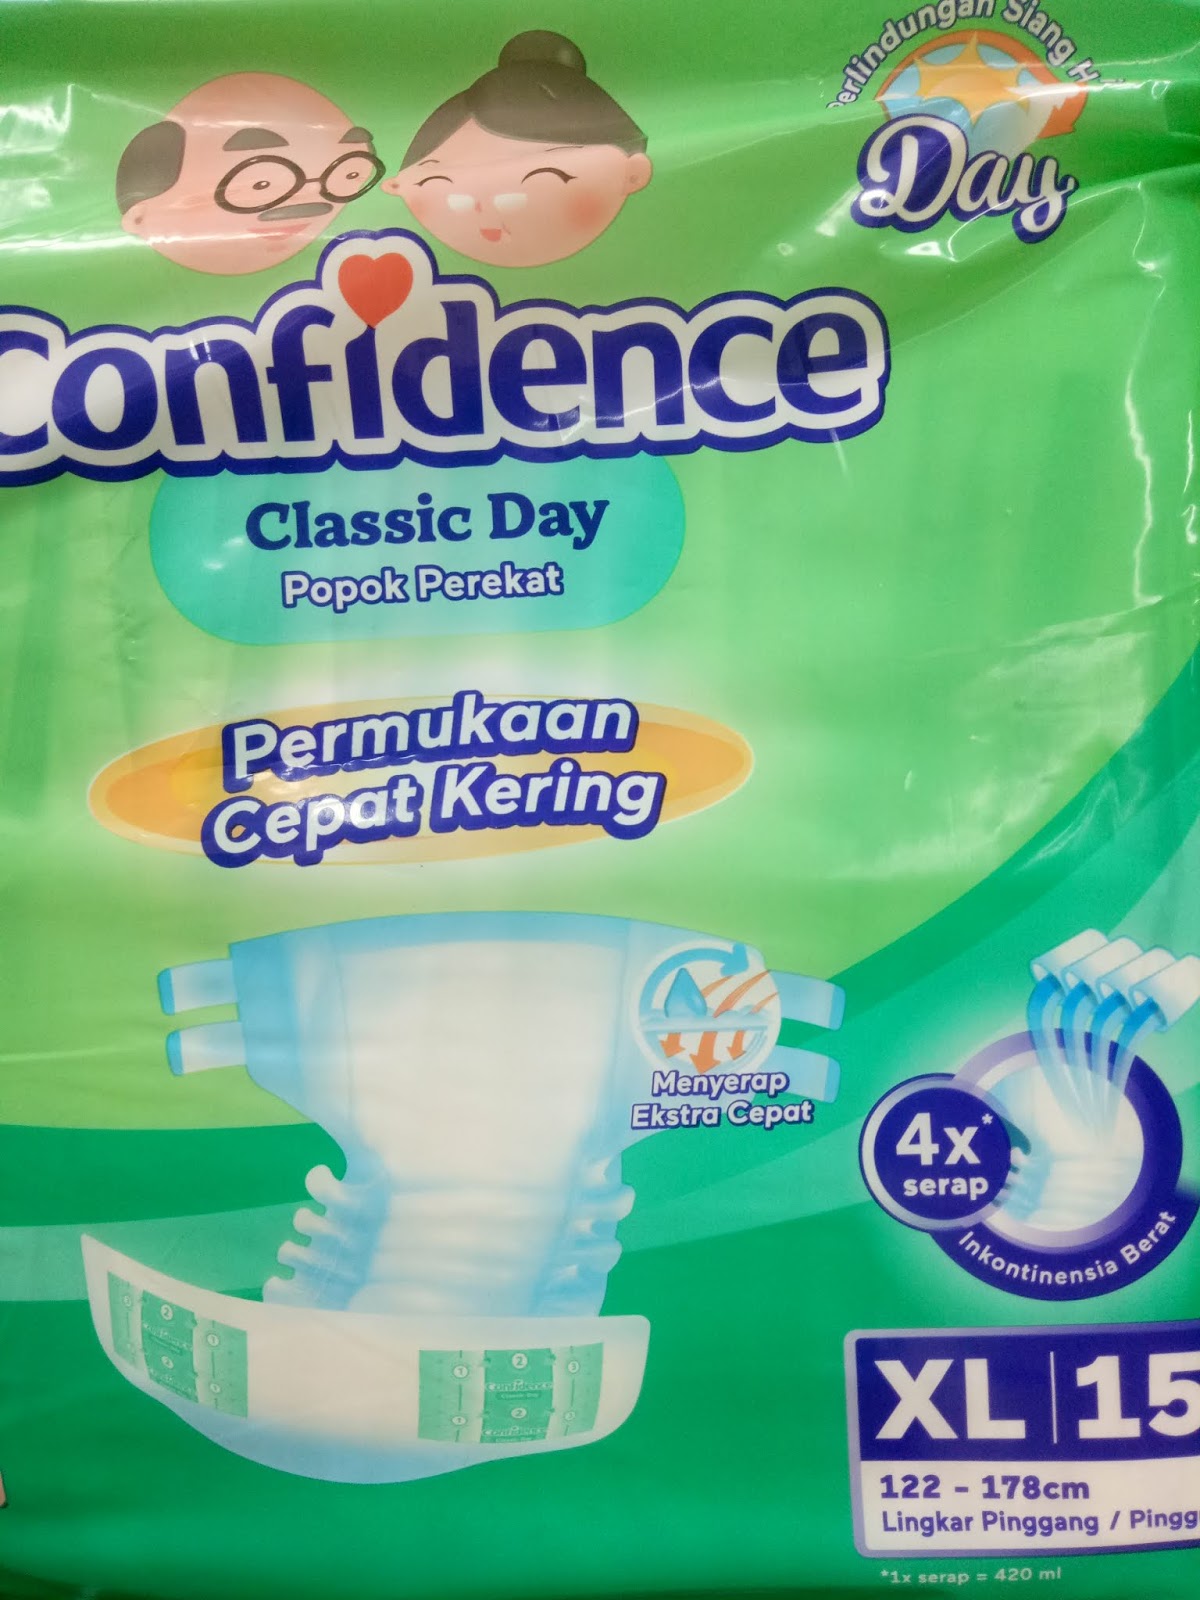 Perlindungan Siang
Day
Confidence
Classic Day
Popok Perekat
Permukaan
Cepat Kering
Menyerap
Ekstra Cepat
4x*
serap
Inkontinensia Berat
XL | 15
122 - 178cm
Lingkar Pinggang /
*1x serap = 420 ml